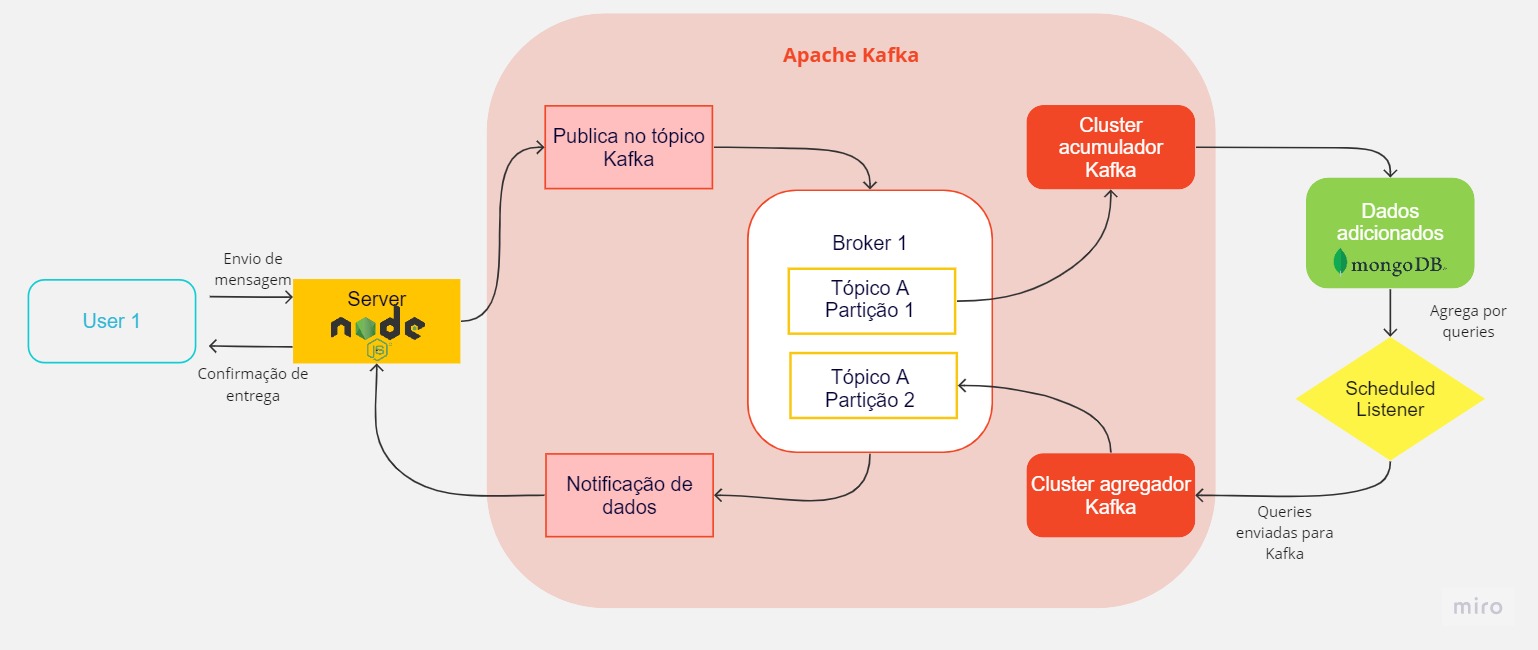 Apache Kafka
Publica no tópico
Kafka
Cluster
acumulador
Kafka
Dados
adicionados
mongoDB
Broker 1
Tópico A
Partição 1
Tópico A
Partição 2
Envio de
mensagem
User 1
Server
node
JS
Confirmação de
entrega
Agrega por
queries
Scheduled
Listener
Notificação de
dados
Cluster agregador
Kafka
Queries
enviadas para
Kafka
miro